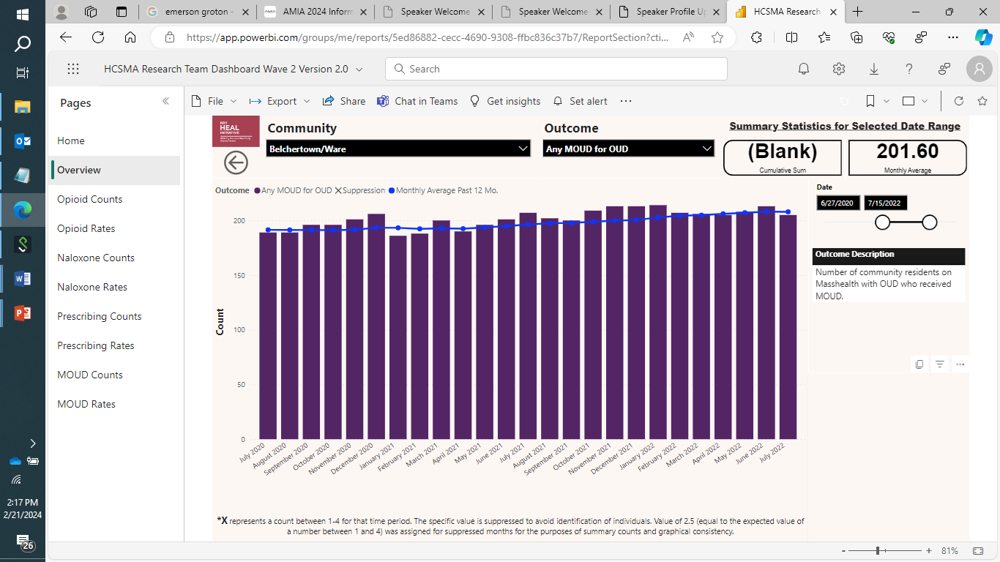 emerson groton -
AMIA 2024 Inform
Speaker Welcome
Speaker Welcome
Speaker Profile Up
HCSMA Research
https://app.powerbi.com/groups/me/reports/5ed86882-cecc-4690-9308-ffbc836c37b7/ReportSection?cti...
HCSMA Research Team Dashboard Wave 2 Version 2.0
Search
Pages
File
Export
Share
Chat in Teams
Get insights
Set alert
Home
Overview
Opioid Counts
Opioid Rates
Naloxone Counts
Naloxone Rates
Prescribing Counts
Prescribing Rates
MOUD Counts
MOUD Rates
NIH
HEAL
INITIATIVE
Community
Belchertown/Ware
Outcome
Any MOUD for OUD
Summary Statistics for Selected Date Range
(Blank)
Cumulative Sum
201.60
Monthly Average
Outcome Any MOUD for OUD Suppression Monthly Average Past 12 Mo.
Date
6/27/2020 7/15/2022
Outcome Description
Number of community residents on
Masshealth with OUD who received
MOUD.
Count
200
150
100
50
0
July 2020
August 2020
September 2020
October 2020
November 2020
December 2020
January 2021
February 2021
March 2021
April 2021
May 2021
June 2021
July 2021
August 2021
September 2021
October 2021
November 2021
December 2021
January 2022
February 2022
March 2022
April 2022
May 2022
June 2022
July 2022
*X represents a count between 1-4 for that time period. The specific value is suppressed to avoid identification of individuals. Value of 2.5 (equal to the expected value of
a number between 1 and 4) was assigned for suppressed months for the purposes of summary counts and graphical consistency.
- + 81%
2:17 PM
2/21/2024
26